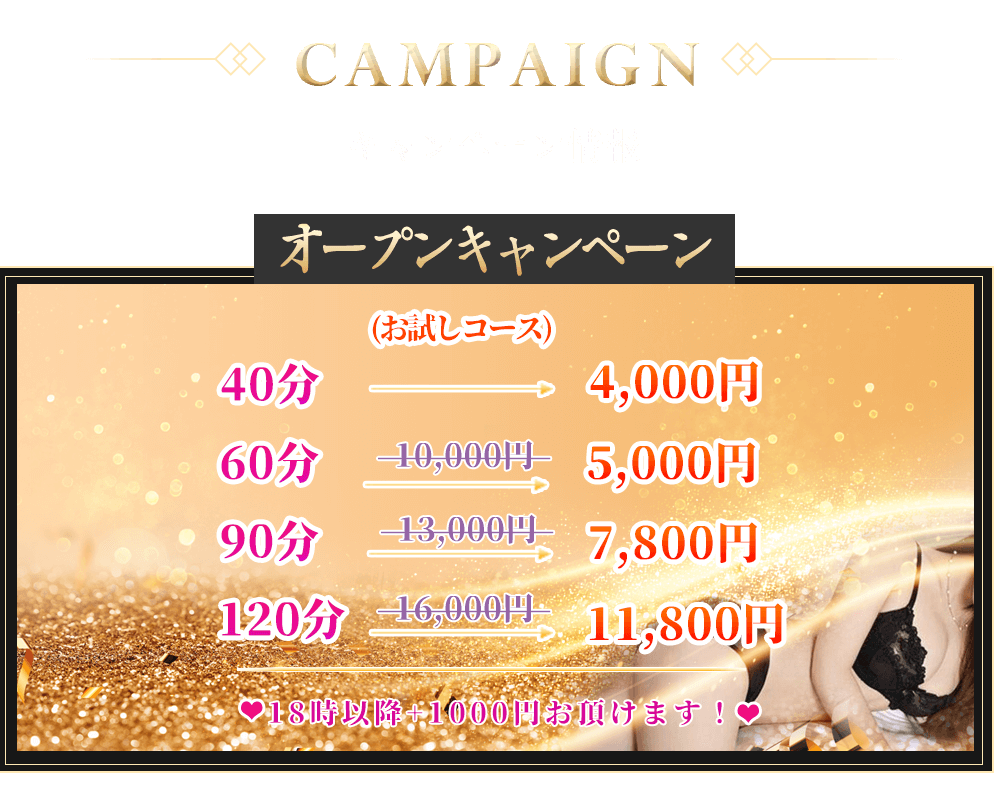 CAMPAIGN
オープンキャンペーン
(お試しコース)
40分 4,000円
60分 10,000円 5,000円
90分 13,000円 7,800円
120分 16,000円 11,800円
❤18時以降+1000円お頂けます！❤